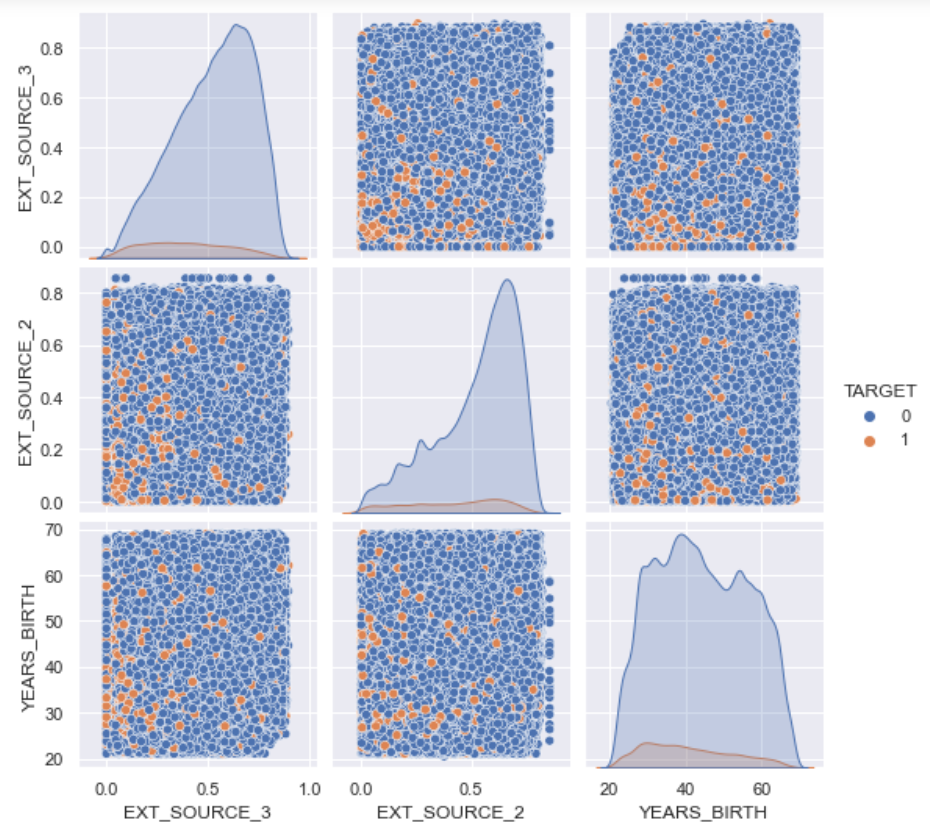 EXT_SOURCE_3
0.8
0.6
0.4
0.2
0.0
EXT_SOURCE_2
0.8
0.6
0.4
0.2
0.0
TARGET
0
1
YEARS_BIRTH
70
60
50
40
30
20
0.0 0.5 1.0
EXT_SOURCE_3
0.0 0.5
EXT_SOURCE_2
20 40 60
YEARS_BIRTH